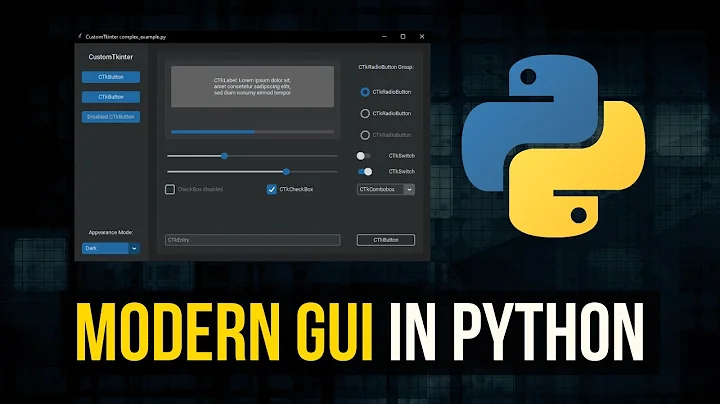 CustomTkinter complex_example.py
CustomTkinter
CTkButton
CTkButton
Disabled CTkButton
Appearance Mode:
Dark
CTkLabel: Lorem ipsum dolor sit,
amet consetetur sadipscing elitr,
sed diam nonumy eirmod tempor
CheckBox disabled
CTkCheckBox
CTkEntry
CTkRadioButton Group:
CTkRadioButton
CTkRadioButton
CTkRadioButton
CTkSwitch
CTkSwitch
CTkCombobox
CTkButton
MODERN GUI IN PYTHON